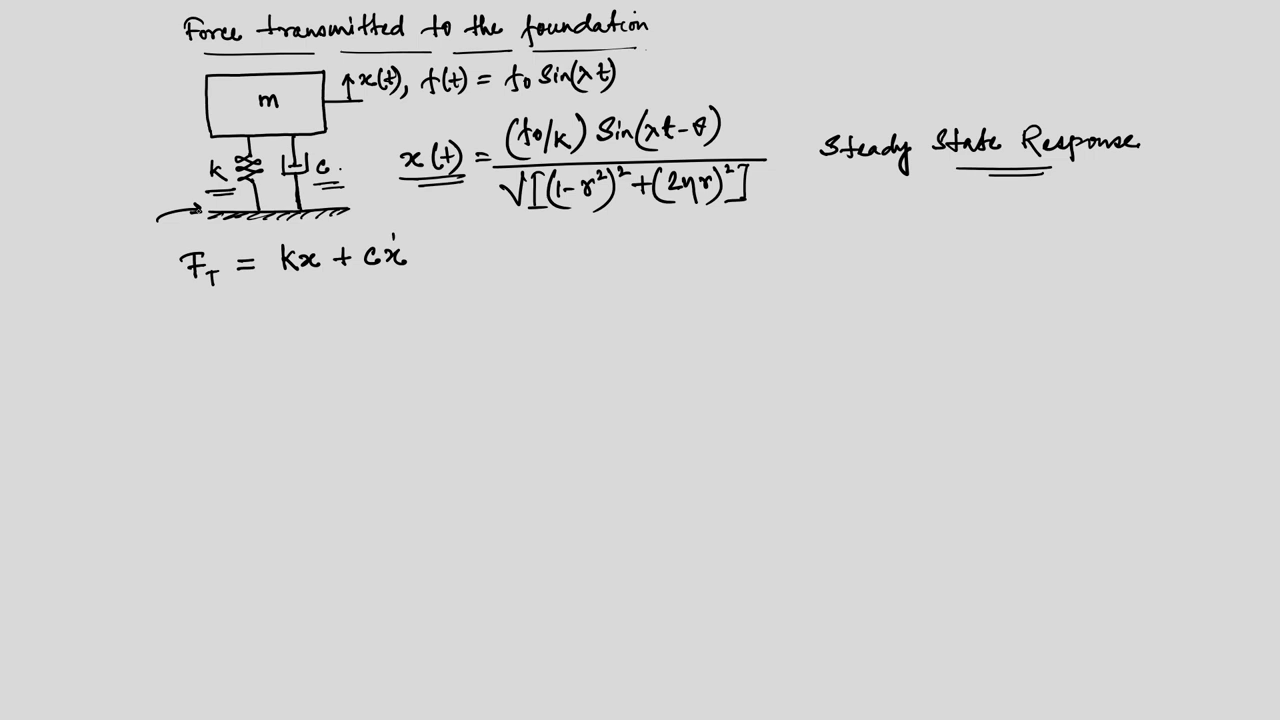 Force transmitted to the foundation
m
x(t), f(t) = f0 Sin(λt)
k
c.
x(t) = (f0/k) Sin(λt-θ) / √[(1-r²)²+(2ηr)²]
Steady State Response
FT = kx + cẋ